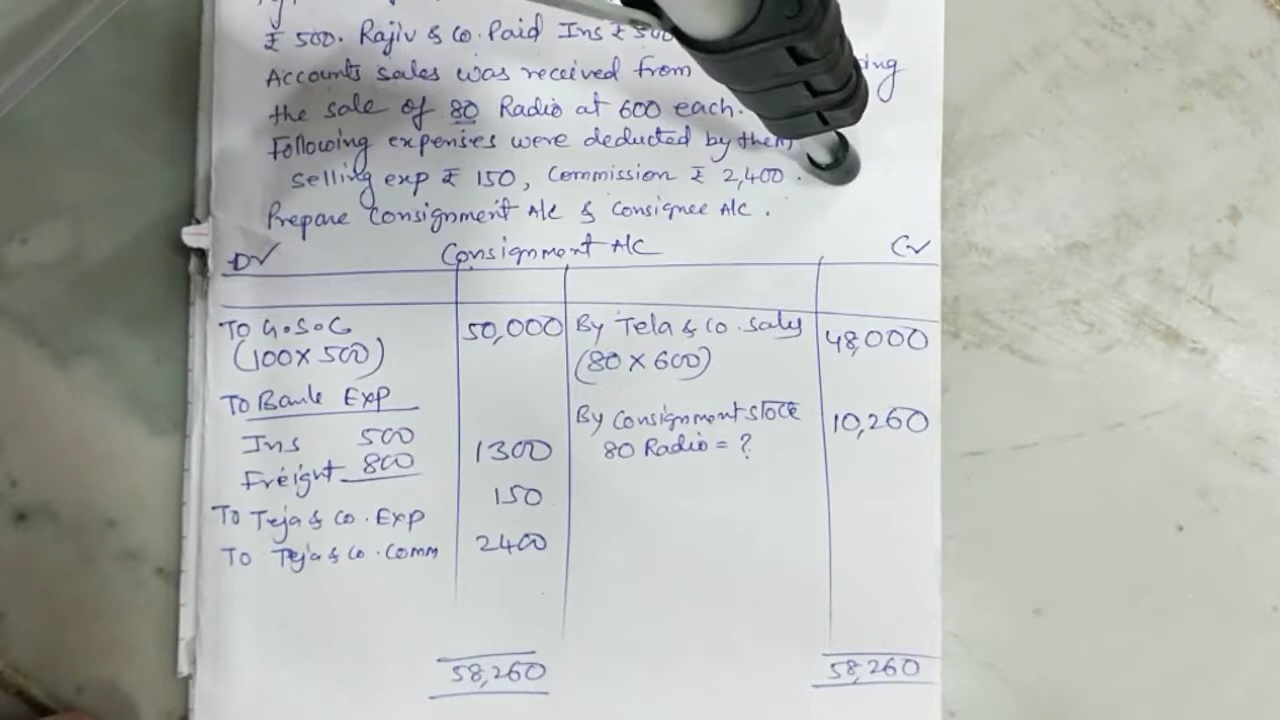 ₹ 500. Rajiv & Co. Paid Ins ₹ 500
Accounts sales was received from
the sale of 80 Radio at 600 each.
Following expenses were deducted by them,
selling exp ₹ 150, Commission ₹ 2,400.
Prepare Consignment A/c & Consignee A/c.
Dr Consignment A/C Cr
To G.S.O.C 50,000 By Tela & Co. Sales 48,000
(100 X 500) (80 X 600)
To Bank Exp
By Consignment stock 10,260
Ins 500
80 Radio = ?
Freight 800 1300
To Teja & Co. Exp 150
To Teja & Co. Comm 2400
58,260 58,260